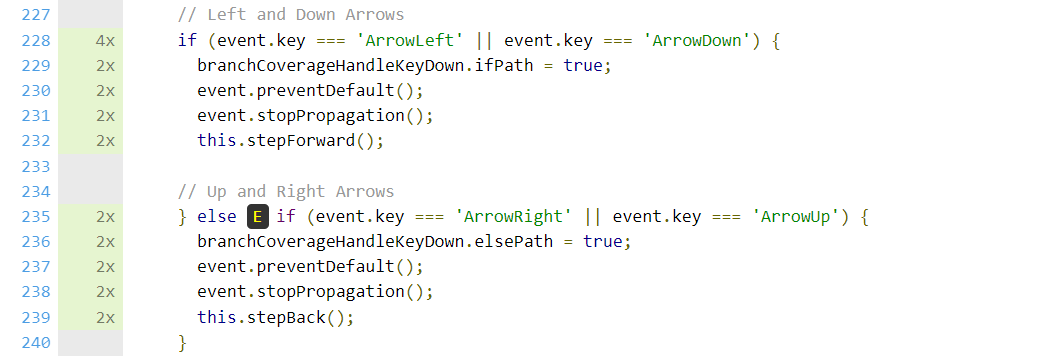 227 // Left and Down Arrows
228 4x if (event.key === 'ArrowLeft' || event.key === 'ArrowDown') {
229 2x branchCoverageHandleKeyDown.ifPath = true;
230 2x event.preventDefault();
231 2x event.stopPropagation();
232 2x this.stepForward();
233
234 // Up and Right Arrows
235 2x } else E if (event.key === 'ArrowRight' || event.key === 'ArrowUp') {
236 2x branchCoverageHandleKeyDown.elsePath = true;
237 2x event.preventDefault();
238 2x event.stopPropagation();
239 2x this.stepBack();
240 }